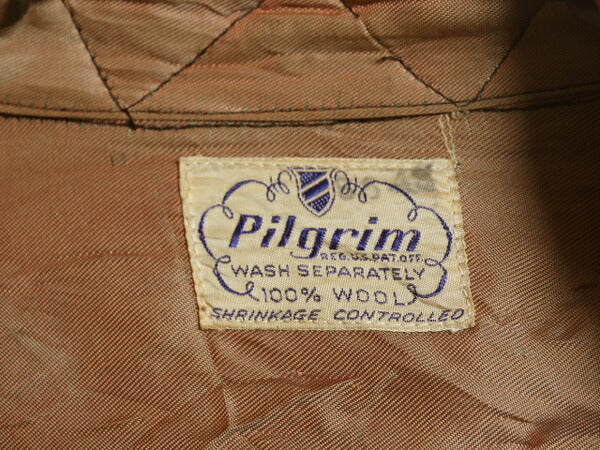 Pilgrim
REG.U.S.PAT.OFF.
WASH SEPARATELY
100% WOOL
SHRINKAGE CONTROLLED